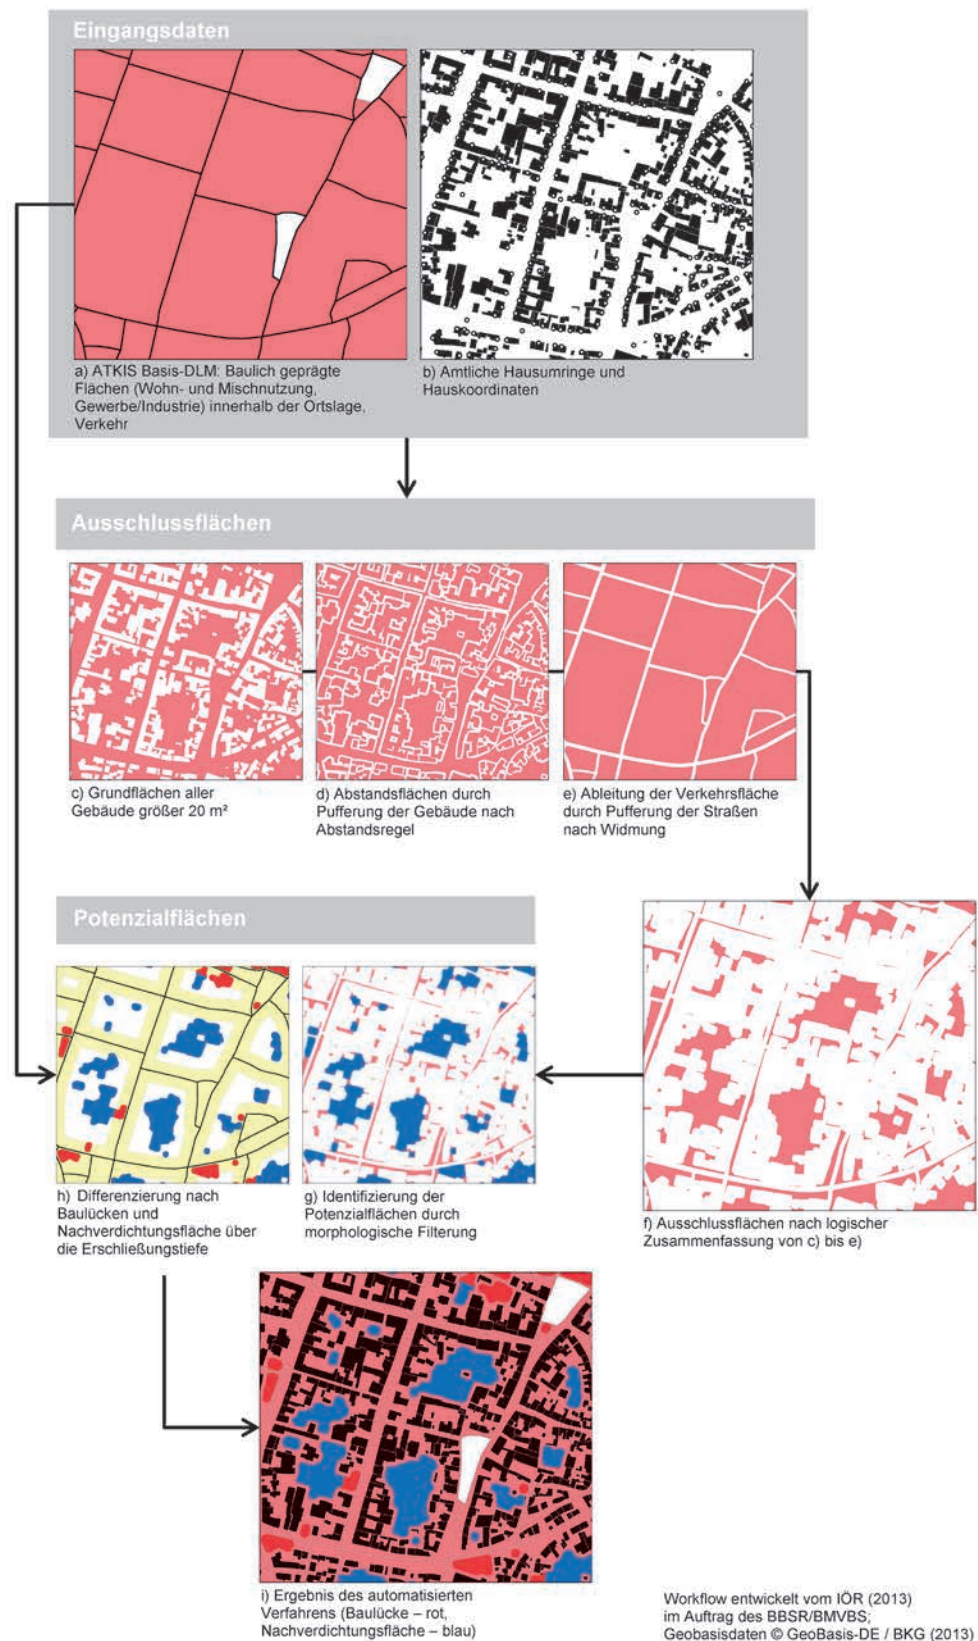 Eingangsdaten
a) ATKIS Basis-DLM: Baulich geprägte
Flächen (Wohn- und Mischnutzung,
Gewerbe/Industrie) innerhalb der Ortslage,
Verkehr
b) Amtliche Hausumringe und
Hauskoordinaten
Ausschlussflächen
c) Grundflächen aller
Gebäude größer 20 m²
d) Abstandsflächen durch
Pufferung der Gebäude nach
Abstandsregel
e) Ableitung der Verkehrsfläche
durch Pufferung der Straßen
nach Widmung
Potenzialflächen
h) Differenzierung nach
Baulücken und
Nachverdichtungsfläche über
die Erschließungstiefe
g) Identifizierung der
Potenzialflächen durch
morphologische Filterung
f) Ausschlussflächen nach logischer
Zusammenfassung von c) bis e)
i) Ergebnis des automatisierten
Verfahrens (Baulücke – rot,
Nachverdichtungsfläche – blau)
Workflow entwickelt vom IÖR (2013)
im Auftrag des BBSR/BMVBS;
Geobasisdaten © GeoBasis-DE / BKG (2013)